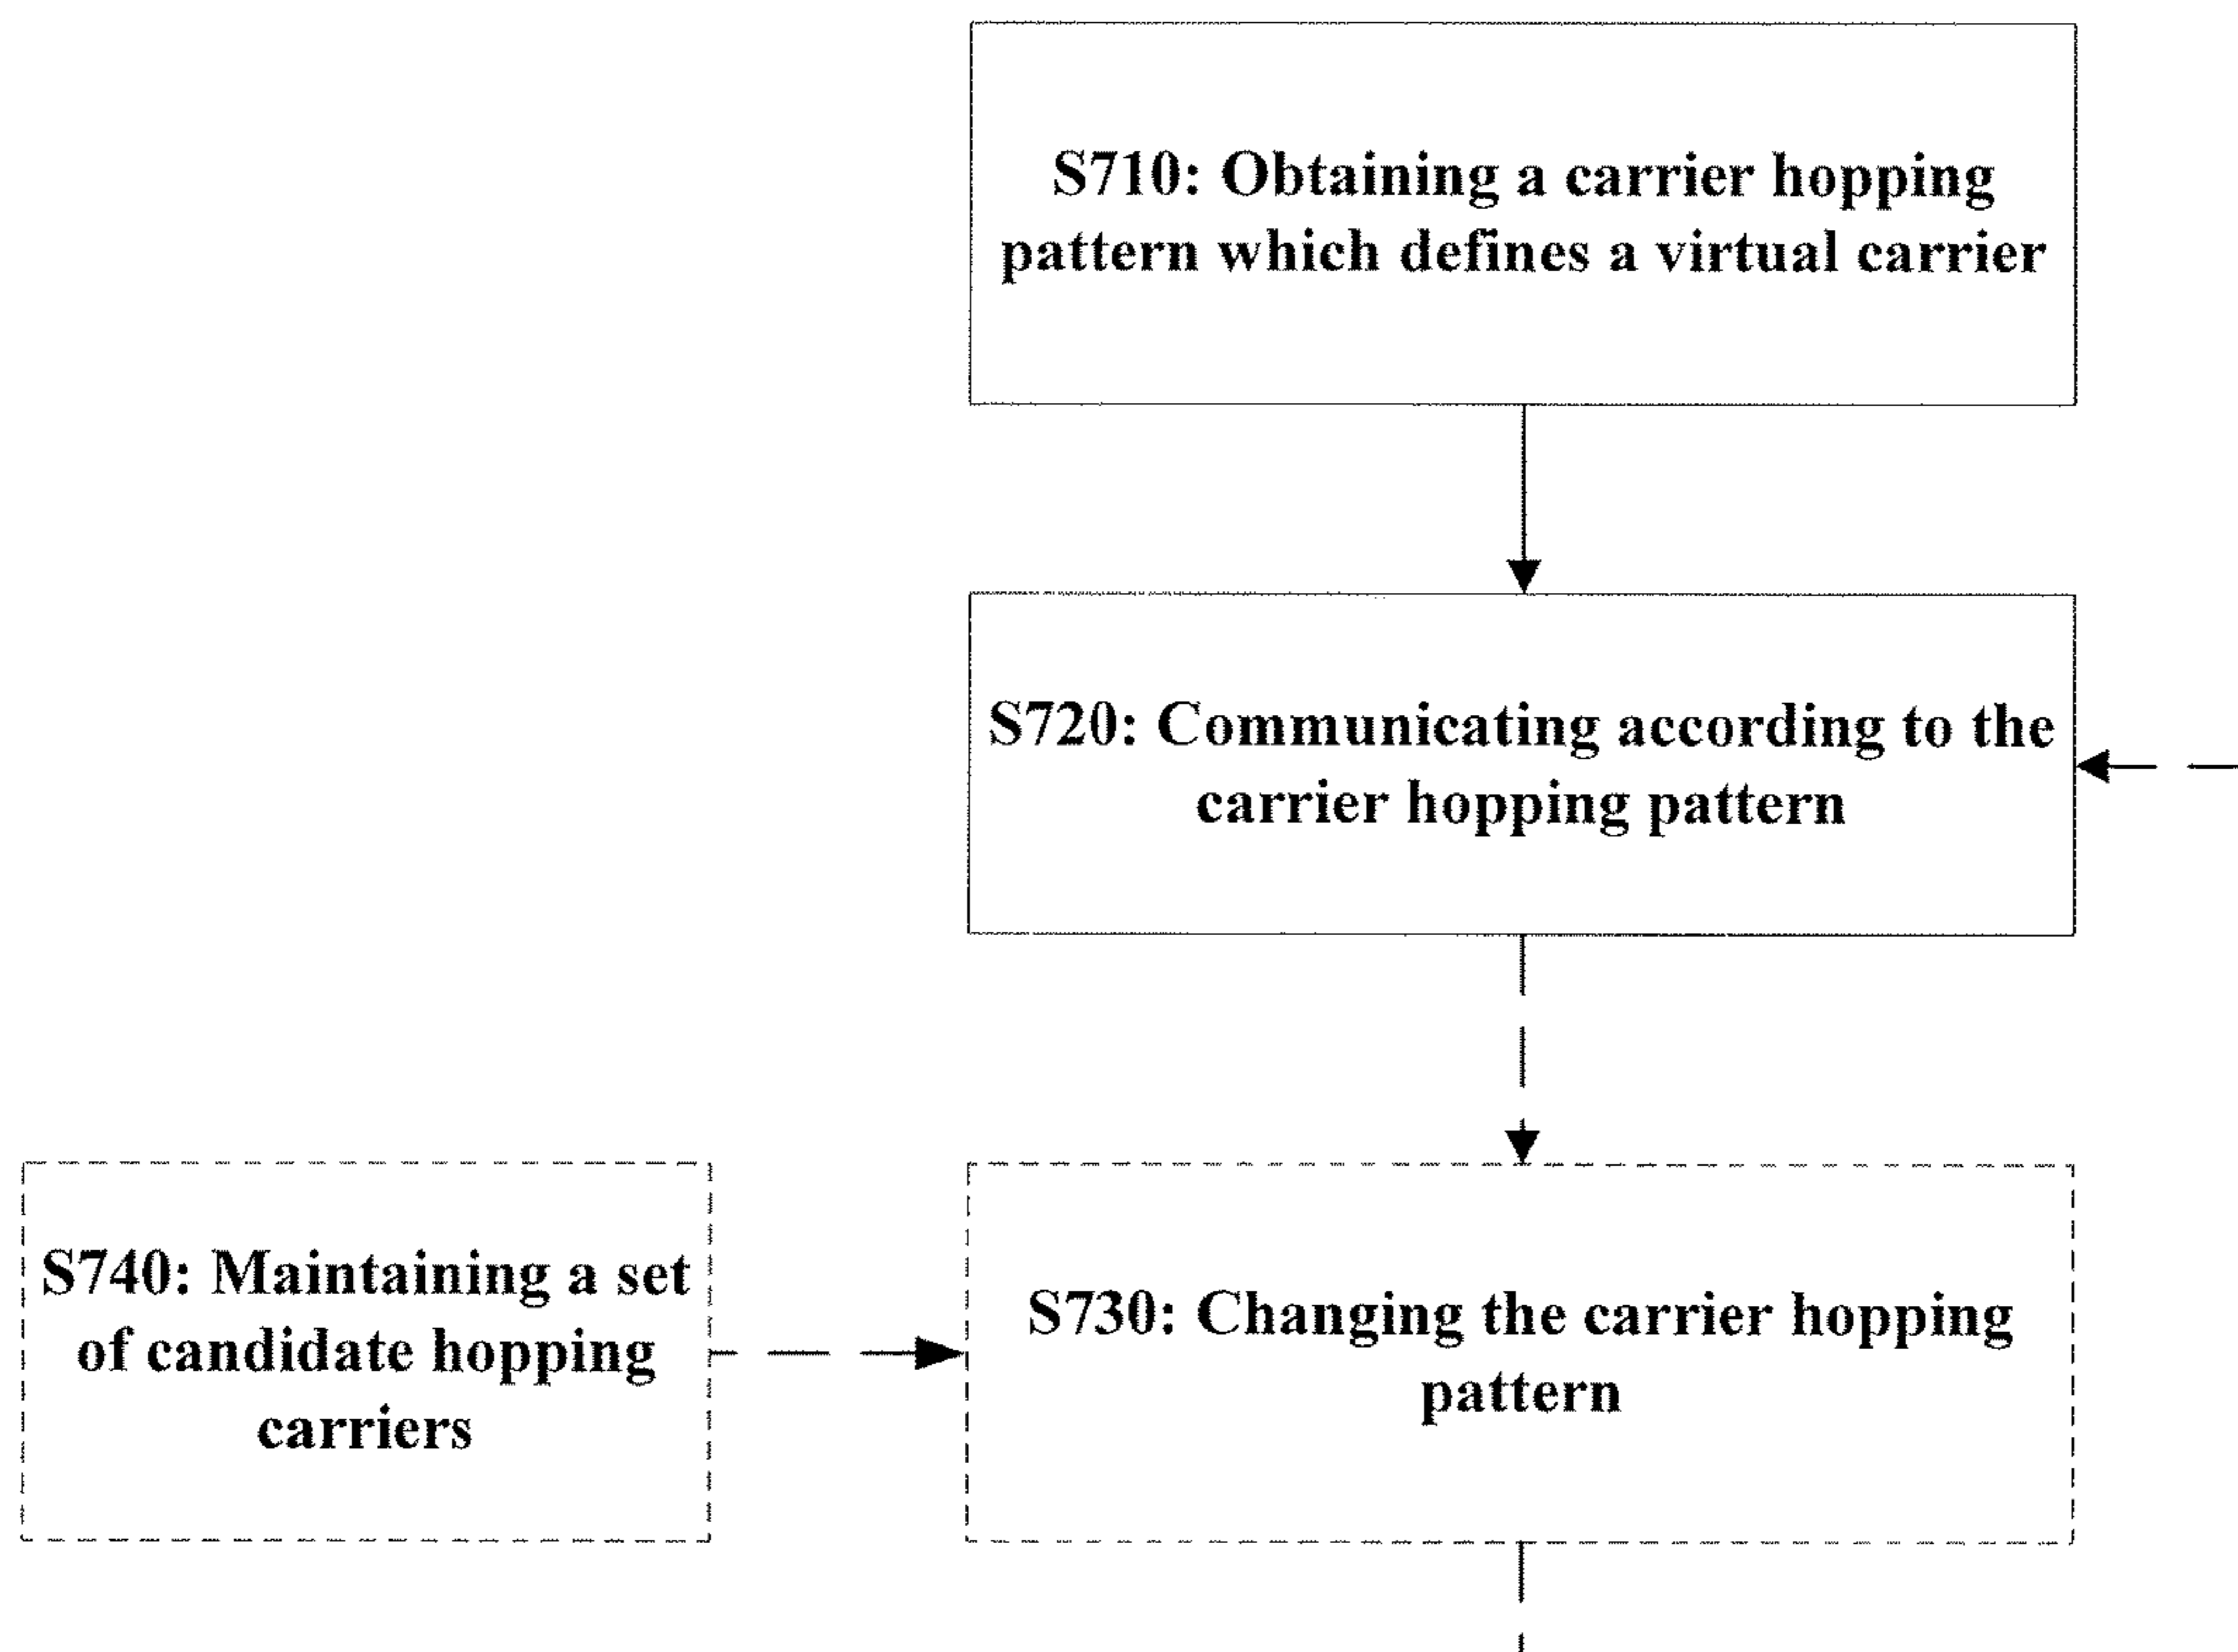 S710: Obtaining a carrier hopping
pattern which defines a virtual carrier
S720: Communicating according to the
carrier hopping pattern
S740: Maintaining a set
of candidate hopping
carriers
S730: Changing the carrier hopping
pattern